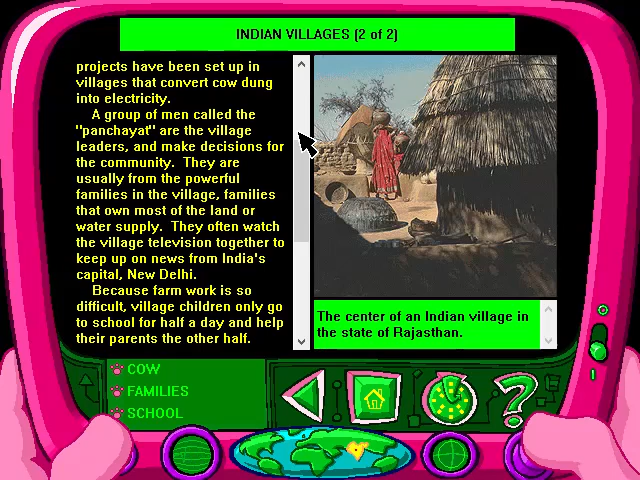 INDIAN VILLAGES (2 of 2)
projects have been set up in
villages that convert cow dung
into electricity.
A group of men called the
"panchayat" are the village
leaders, and make decisions for
the community.  They are
usually from the powerful
families in the village, families
that own most of the land or
water supply.  They often watch
the village television together to
keep up on news from India's
capital, New Delhi.
Because farm work is so
difficult, village children only go
to school for half a day and help
their parents the other half.
The center of an Indian village in
the state of Rajasthan.
COW
FAMILIES
SCHOOL
?